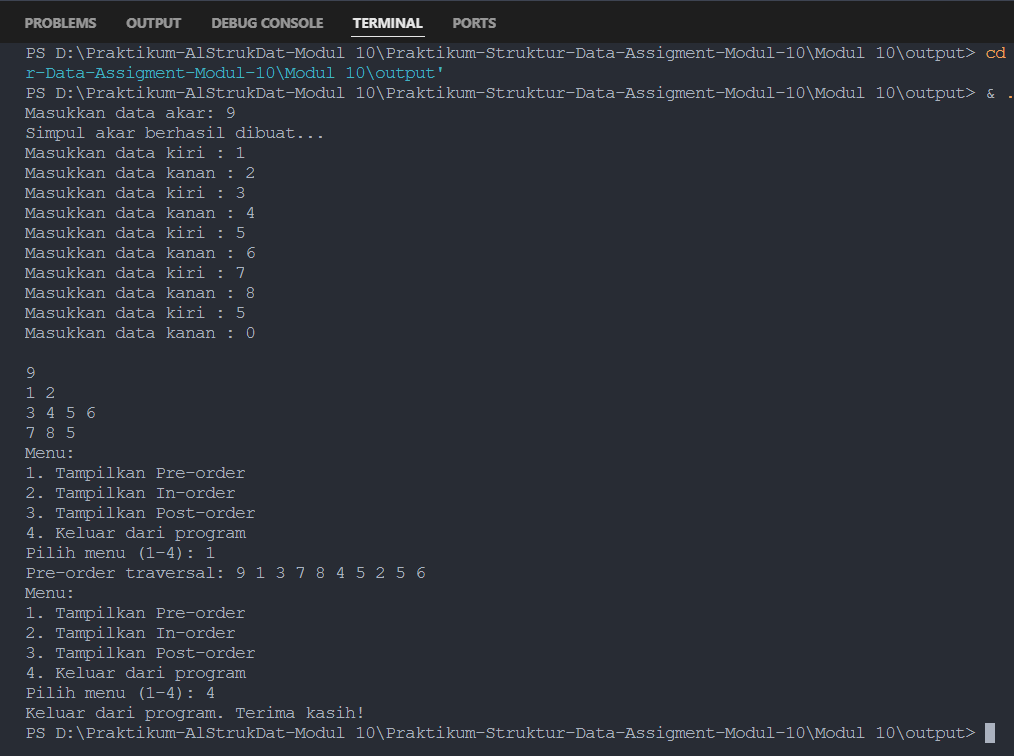 PROBLEMS OUTPUT DEBUG CONSOLE TERMINAL PORTS
PS D:\Praktikum-AlStrukDat-Modul 10\Praktikum-Struktur-Data-Assigment-Modul-10\Modul 10\output> cd
r-Data-Assigment-Modul-10\Modul 10\output'
PS D:\Praktikum-AlStrukDat-Modul 10\Praktikum-Struktur-Data-Assigment-Modul-10\Modul 10\output> & .
Masukkan data akar: 9
Simpul akar berhasil dibuat...
Masukkan data kiri : 1
Masukkan data kanan : 2
Masukkan data kiri : 3
Masukkan data kanan : 4
Masukkan data kiri : 5
Masukkan data kanan : 6
Masukkan data kiri : 7
Masukkan data kanan : 8
Masukkan data kiri : 5
Masukkan data kanan : 0
9
1 2
3 4 5 6
7 8 5
Menu:
1. Tampilkan Pre-order
2. Tampilkan In-order
3. Tampilkan Post-order
4. Keluar dari program
Pilih menu (1-4): 1
Pre-order traversal: 9 1 3 7 8 4 5 2 5 6
Menu:
1. Tampilkan Pre-order
2. Tampilkan In-order
3. Tampilkan Post-order
4. Keluar dari program
Pilih menu (1-4): 4
Keluar dari program. Terima kasih!
PS D:\Praktikum-AlStrukDat-Modul 10\Praktikum-Struktur-Data-Assigment-Modul-10\Modul 10\output>